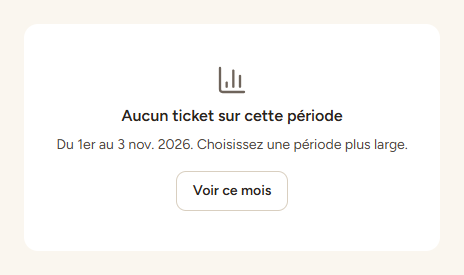 Aucun ticket sur cette période
Du 1er au 3 nov. 2026. Choisissez une période plus large.
Voir ce mois